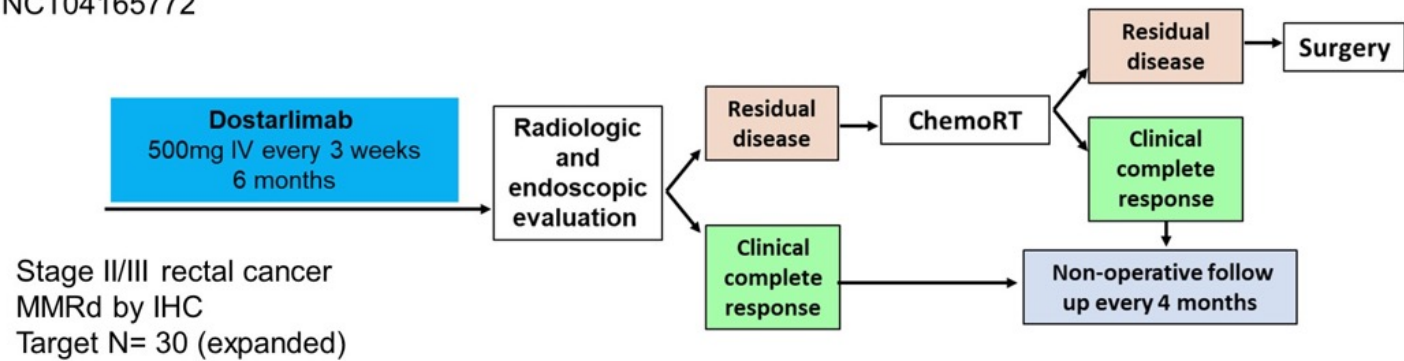 NCT04165772
Dostarlimab
500mg IV every 3 weeks
6 months
Radiologic
and
endoscopic
evaluation
Residual
disease
ChemoRT
Residual
disease
Surgery
Clinical
complete
response
Clinical
complete
response
Non-operative follow
up every 4 months
Stage II/III rectal cancer
MMRd by IHC
Target N= 30 (expanded)